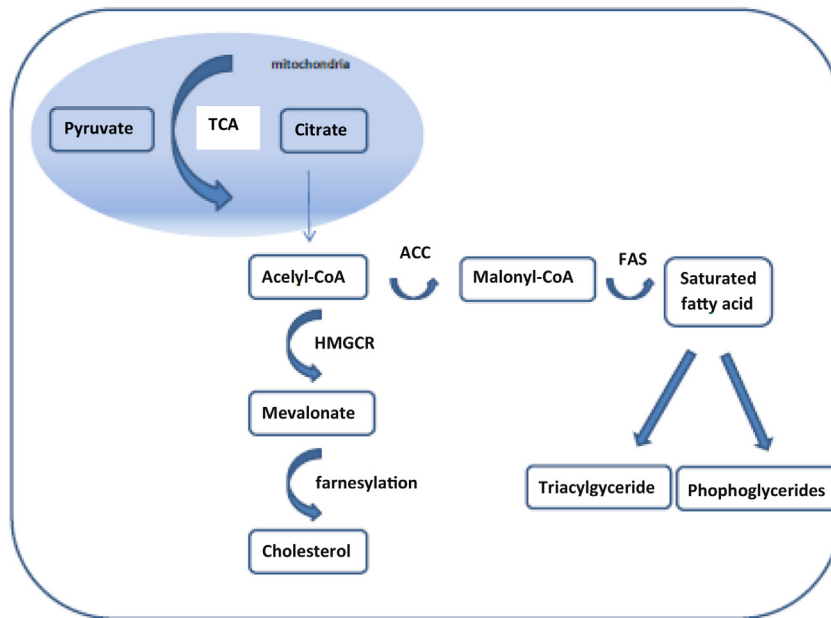 mitochondria
Pyruvate
TCA
Citrate
Acelyl-CoA
ACC
Malonyl-CoA
FAS
Saturated
fatty acid
HMGCR
Mevalonate
farnesylation
Cholesterol
Triacylgyceride
Phophoglycerides